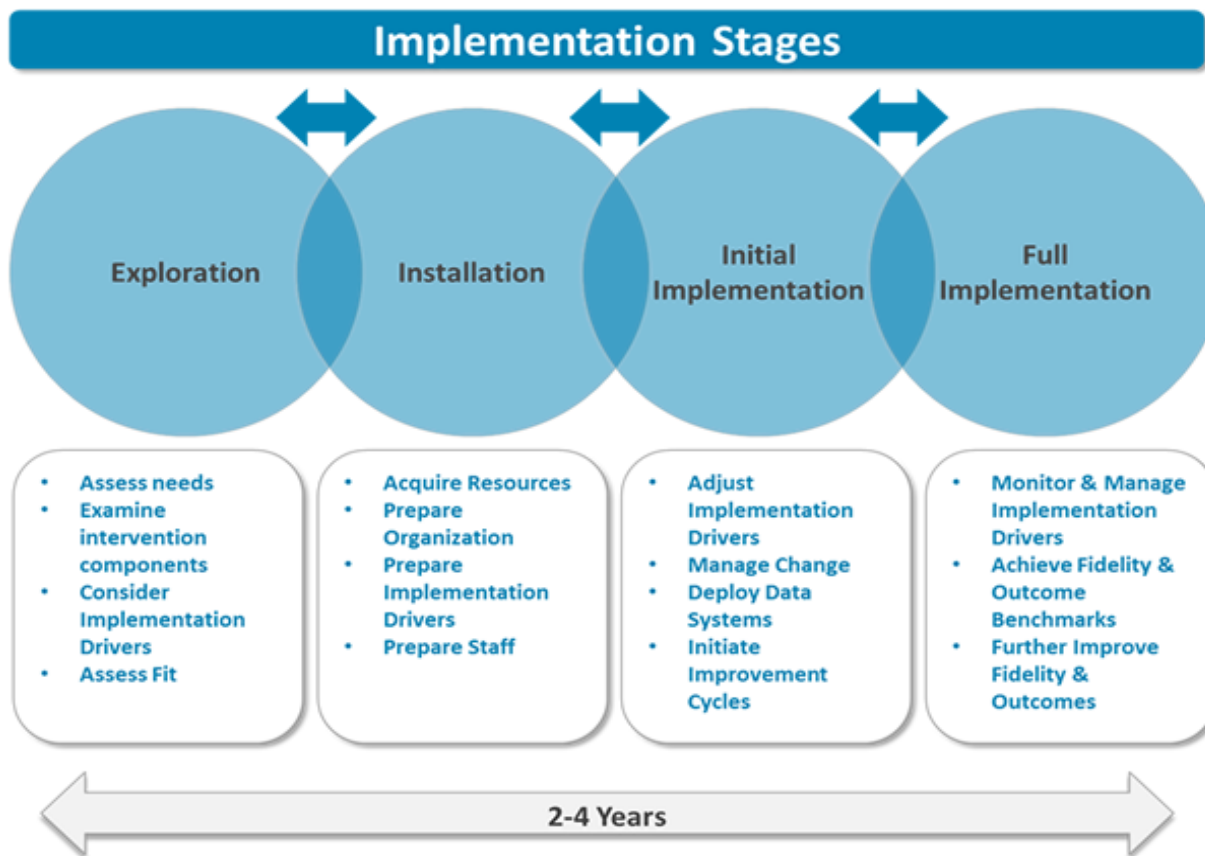 Implementation Stages
Exploration
Installation
Initial
Implementation
Full
Implementation
• Assess needs
• Examine
intervention
components
• Consider
Implementation
Drivers
• Assess Fit
• Acquire Resources
• Prepare
Organization
• Prepare
Implementation
Drivers
• Prepare Staff
• Adjust
Implementation
Drivers
• Manage Change
• Deploy Data
Systems
• Initiate
Improvement
Cycles
• Monitor & Manage
Implementation
Drivers
• Achieve Fidelity &
Outcome
Benchmarks
• Further Improve
Fidelity &
Outcomes
2-4 Years